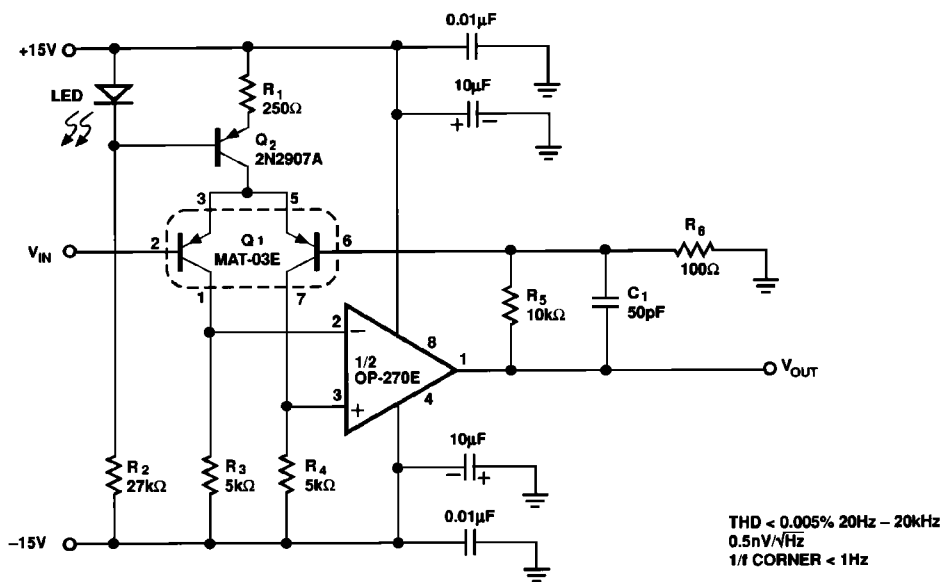 0.01µF
+15V
LED
R1
250Ω
10µF
+ −
Q2
2N2907A
3 5
VIN
2
Q1
MAT-03E
6
R6
100Ω
1 7
R5
10kΩ
C1
50pF
2
−
8
1/2
OP-270E
1
VOUT
3
+
4
10µF
− +
R2
27kΩ
R3
5kΩ
R4
5kΩ
0.01µF
−15V
THD < 0.005% 20Hz – 20kHz
0.5nV/√Hz
1/f CORNER < 1Hz